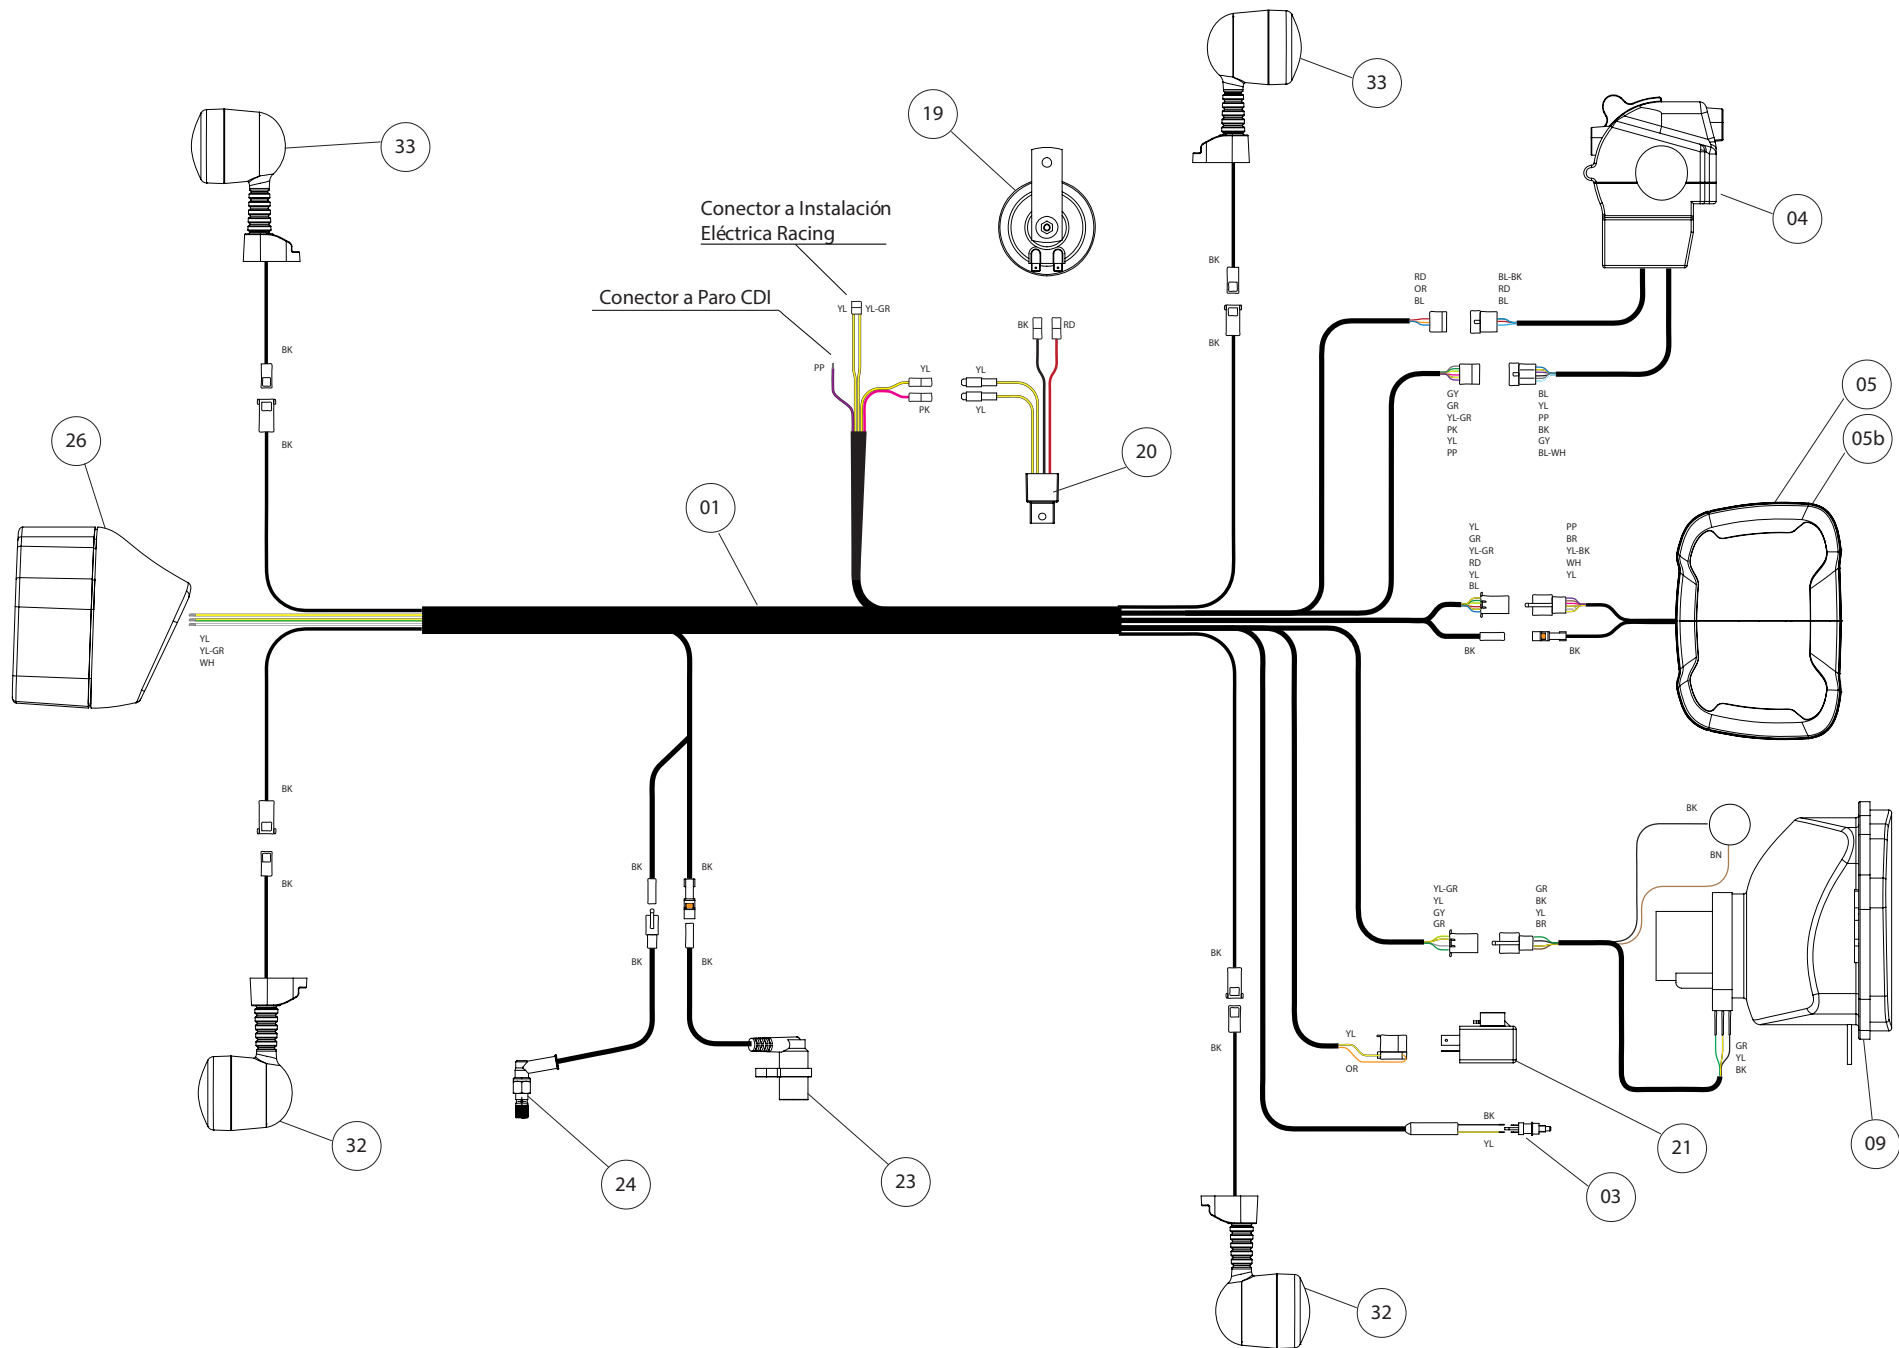 33
33
19
04
Conector a Instalación
Eléctrica Racing
Conector a Paro CDI
YL YL-GR
PP
YL
PK
YL
YL
BK RD
20
BK
BK
BK
BK
RD
OR
BL
BL-BK
RD
BL
GY
GR
YL-GR
PK
YL
PP
BL
YL
PP
BK
GY
BL-WH
05
05b
26
01
YL
YL-GR
WH
YL
GR
YL-GR
RD
YL
BL
PP
BR
YL-BK
WH
YL
BK
BK
BK
BK
BK
BK
BK
BK
BK
BN
YL-GR
YL
GY
GR
GR
BK
YL
BR
BK
BK
YL
OR
GR
YL
BK
BK
YL
32
24
23
21
03
09
32